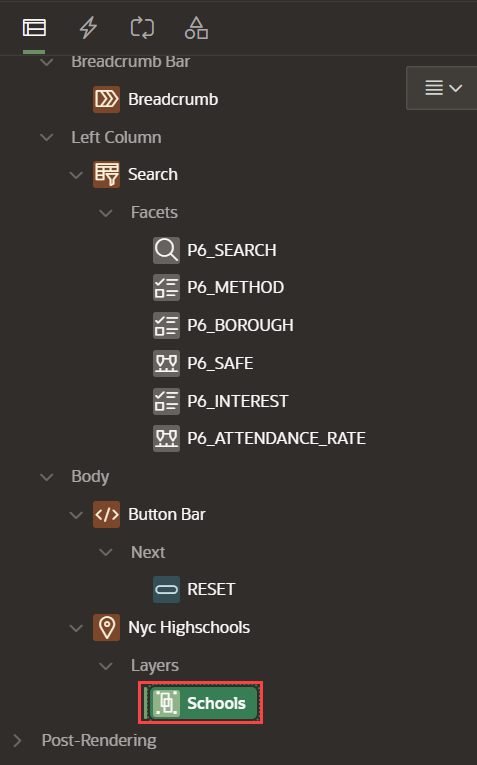 Breadcrumb Bar
Breadcrumb
Left Column
Search
Facets
P6_SEARCH
P6_METHOD
P6_BOROUGH
P6_SAFE
P6_INTEREST
P6_ATTENDANCE_RATE
Body
Button Bar
Next
RESET
Nyc Highschools
Layers
Schools
Post-Rendering